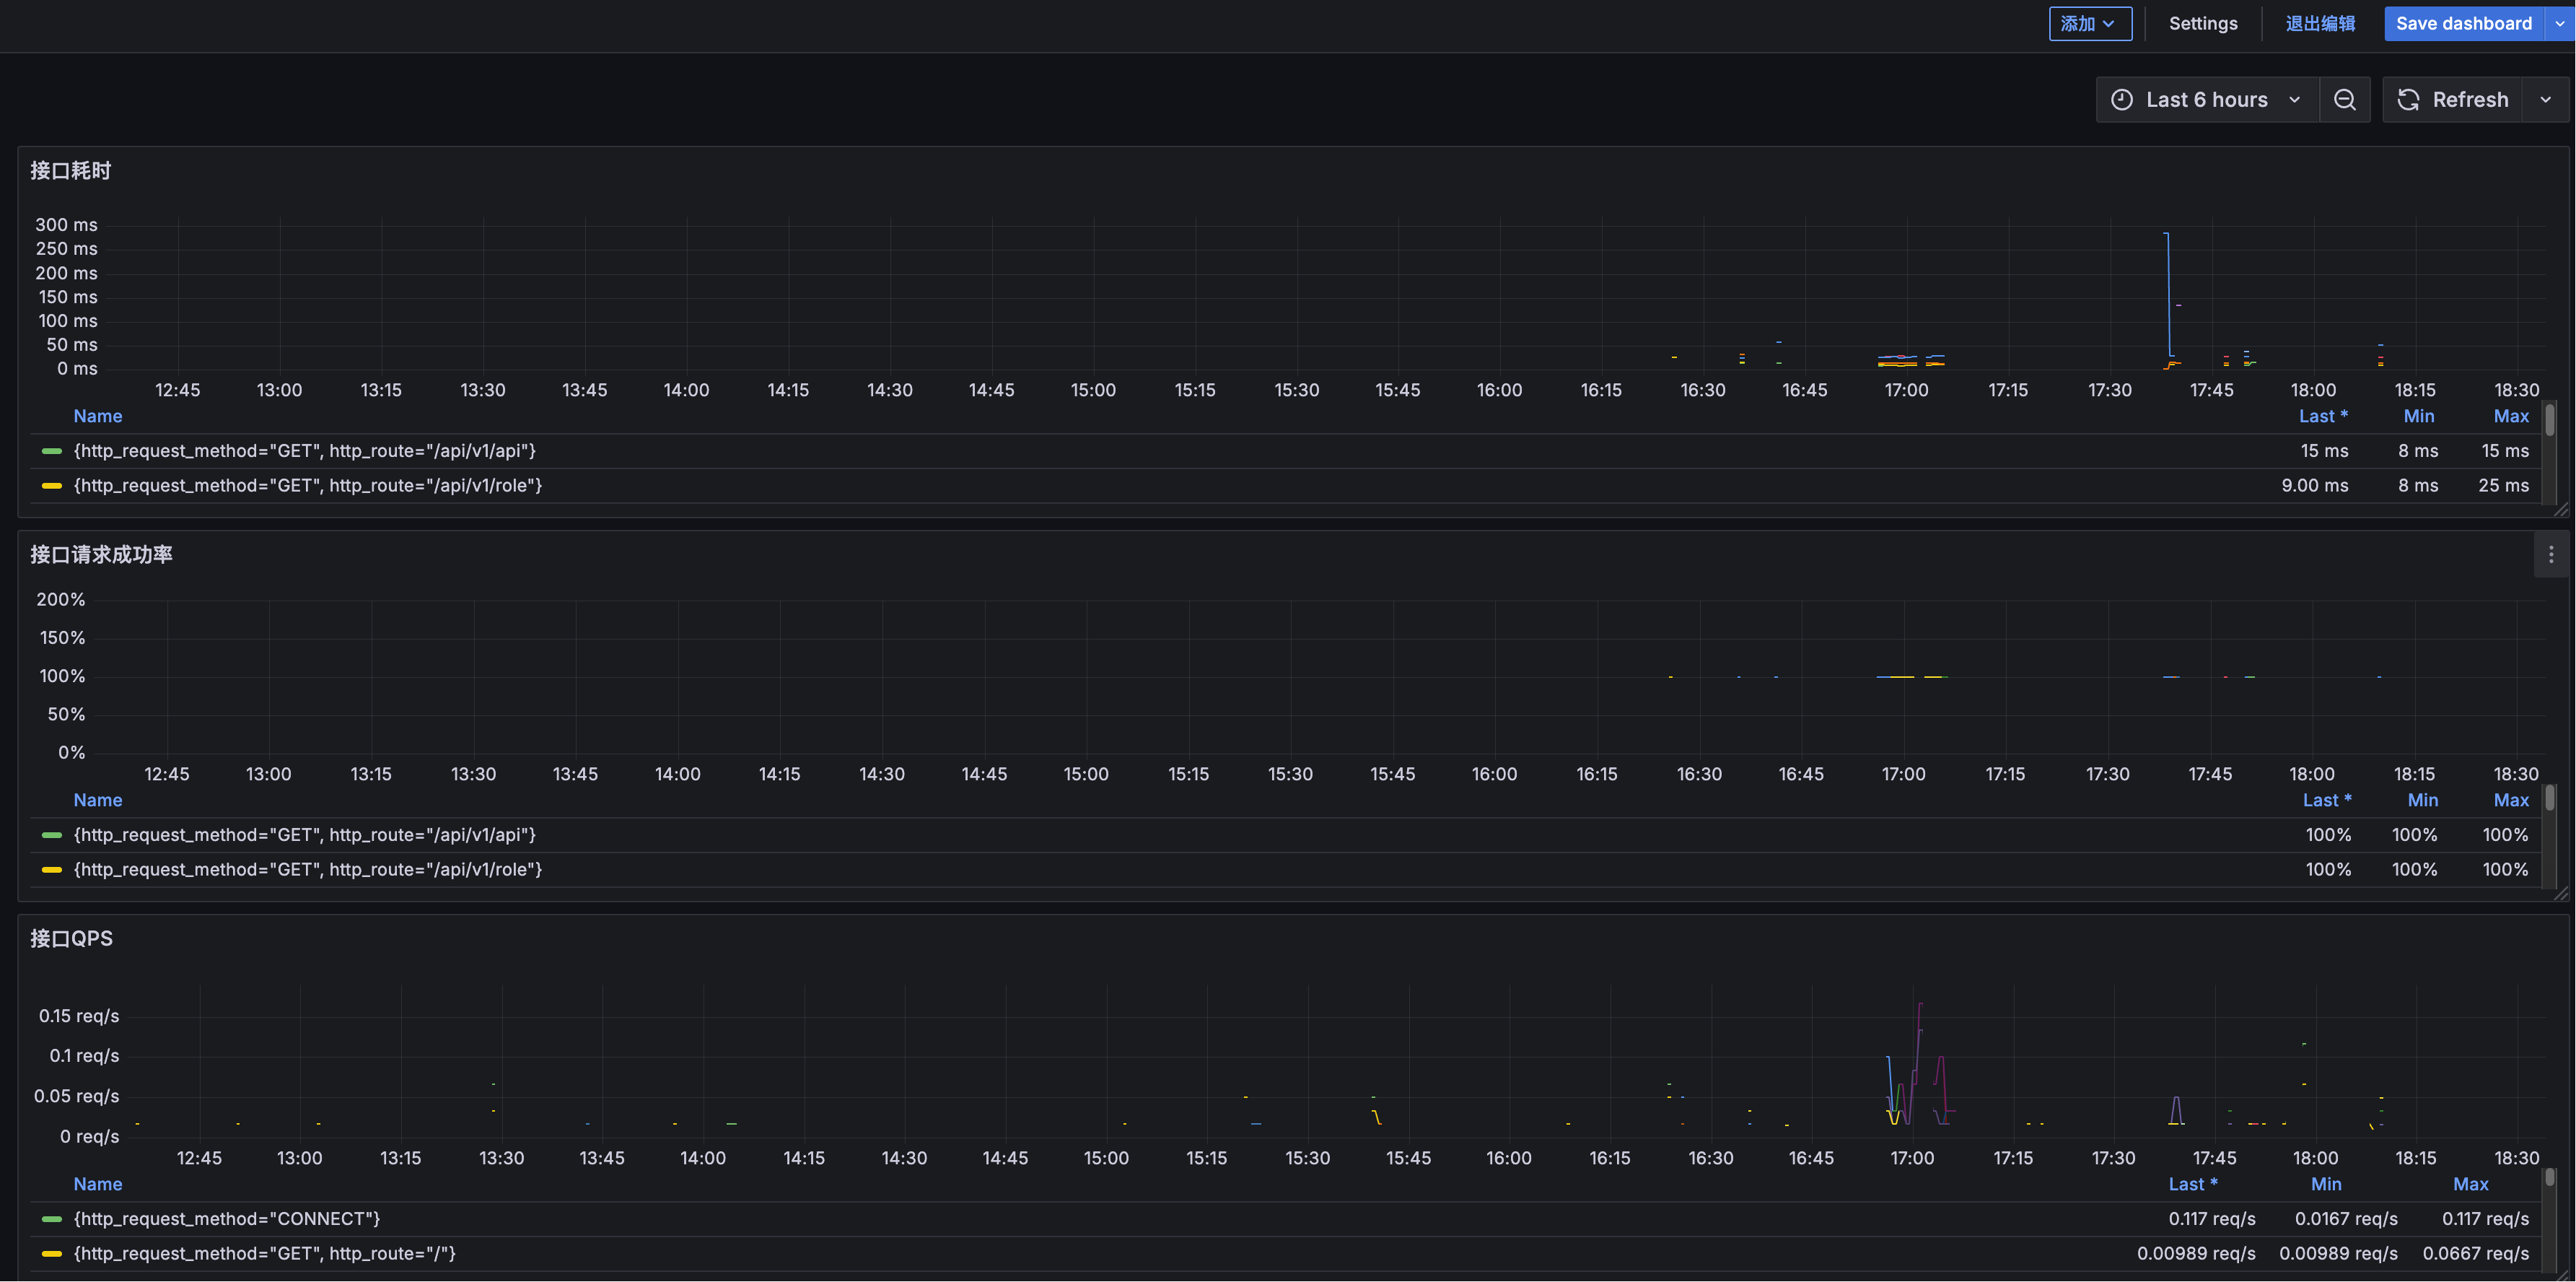 添加 Settings 退出编辑 Save dashboard
Last 6 hours Refresh
接口耗时
300 ms
250 ms
200 ms
150 ms
100 ms
50 ms
0 ms
12:45 13:00 13:15 13:30 13:45 14:00 14:15 14:30 14:45 15:00 15:15 15:30 15:45 16:00 16:15 16:30 16:45 17:00 17:15 17:30 17:45 18:00 18:15 18:30
Name Last * Min Max
{http_request_method="GET", http_route="/api/v1/api"} 15 ms 8 ms 15 ms
{http_request_method="GET", http_route="/api/v1/role"} 9.00 ms 8 ms 25 ms
接口请求成功率
200%
150%
100%
50%
0%
12:45 13:00 13:15 13:30 13:45 14:00 14:15 14:30 14:45 15:00 15:15 15:30 15:45 16:00 16:15 16:30 16:45 17:00 17:15 17:30 17:45 18:00 18:15 18:30
Name Last * Min Max
{http_request_method="GET", http_route="/api/v1/api"} 100% 100% 100%
{http_request_method="GET", http_route="/api/v1/role"} 100% 100% 100%
接口QPS
0.15 req/s
0.1 req/s
0.05 req/s
0 req/s
12:45 13:00 13:15 13:30 13:45 14:00 14:15 14:30 14:45 15:00 15:15 15:30 15:45 16:00 16:15 16:30 16:45 17:00 17:15 17:30 17:45 18:00 18:15 18:30
Name Last * Min Max
{http_request_method="CONNECT"} 0.117 req/s 0.0167 req/s 0.117 req/s
{http_request_method="GET", http_route="/"} 0.00989 req/s 0.00989 req/s 0.0667 req/s